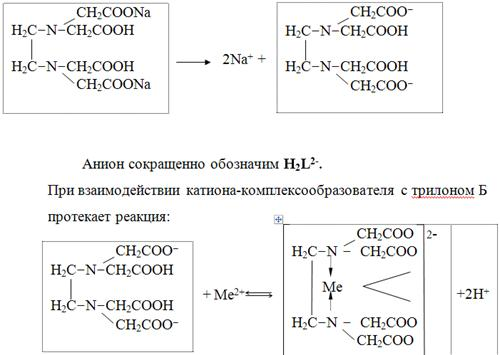 CH₂COONa CH₂COO⁻
H₂C–N–CH₂COOH H₂C–N–CH₂COOH
2Na⁺ +
H₂C–N–CH₂COOH H₂C–N–CH₂COOH
CH₂COONa CH₂COO⁻
Анион сокращенно обозначим H₂L²⁻.
При взаимодействии катиона-комплексообразователя с трилоном Б
протекает реакция:
CH₂COO⁻ CH₂COO 2-
H₂C–N–CH₂COOH H₂C–N – CH₂COO
+ Me²⁺ Me +2H⁺
H₂C–N–CH₂COOH H₂C–N – CH₂COO
CH₂COO⁻ CH₂COO